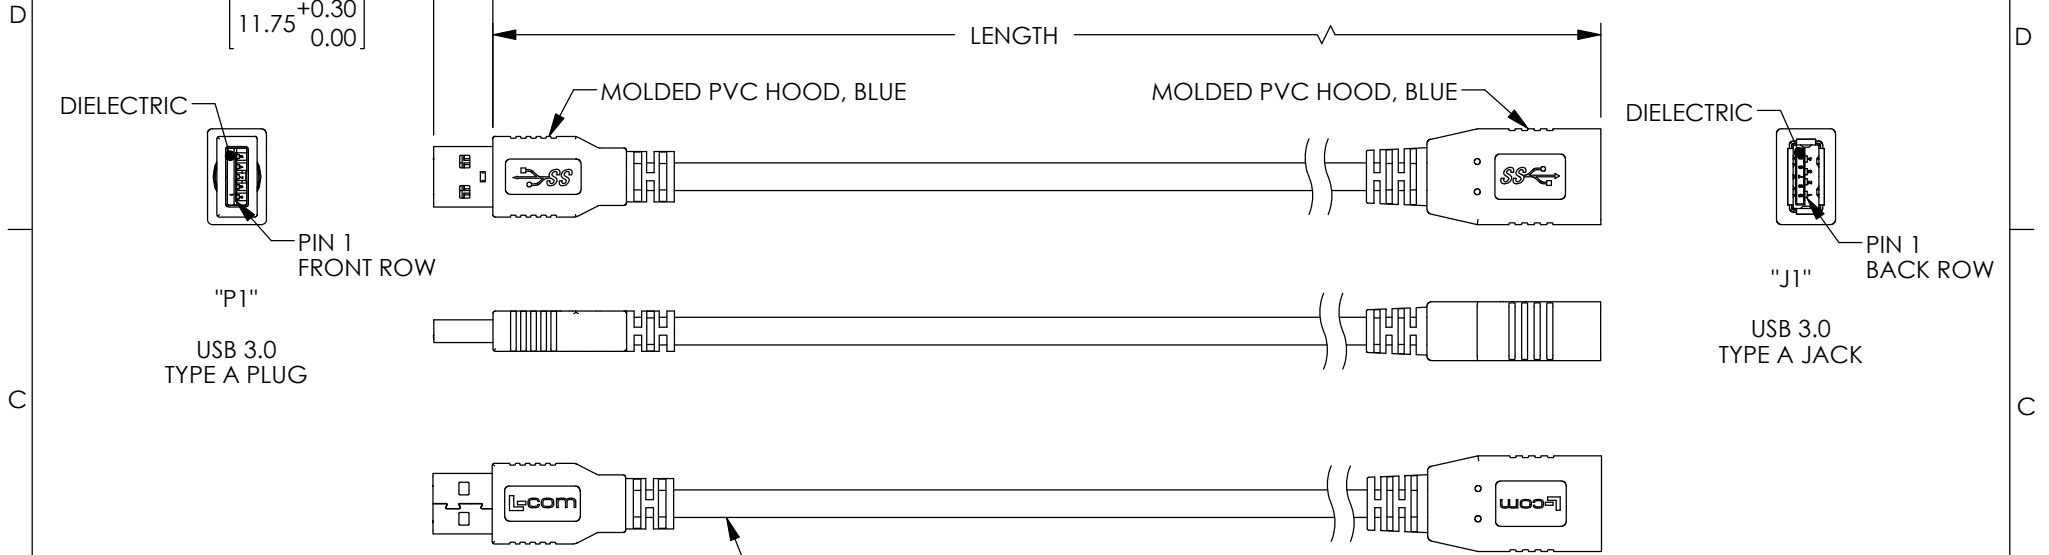 D
+0.30
11.75
0.00
LENGTH
D
MOLDED PVC HOOD, BLUE
MOLDED PVC HOOD, BLUE
DIELECTRIC
DIELECTRIC
SS
SS
PIN 1
FRONT ROW
PIN 1
BACK ROW
"P1"
"J1"
USB 3.0
TYPE A PLUG
USB 3.0
TYPE A JACK
C
C
L-com
L-com